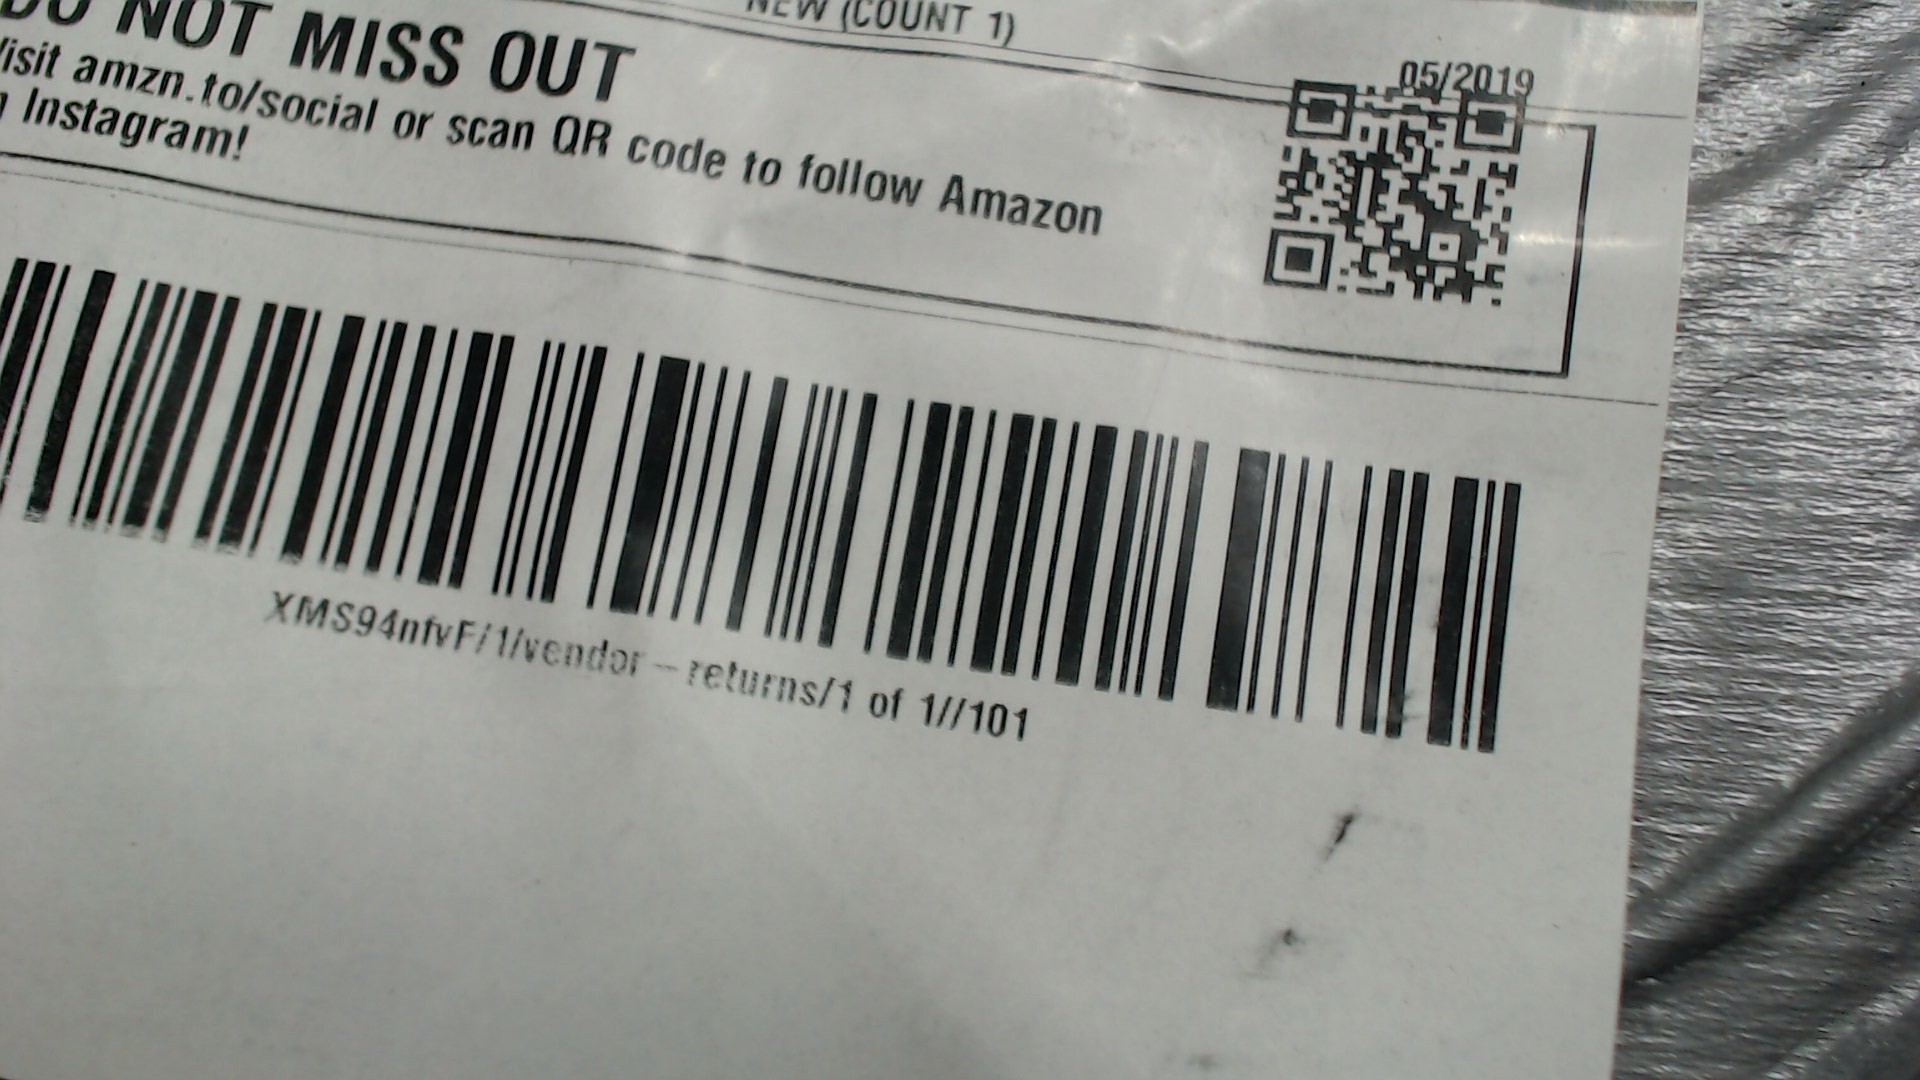 NEW (COUNT 1)
05/2019
DO NOT MISS OUT
Visit amzn.to/social or scan QR code to follow Amazon
on Instagram!
XMS94nfvF/1/vendor-returns/1 of 1//101